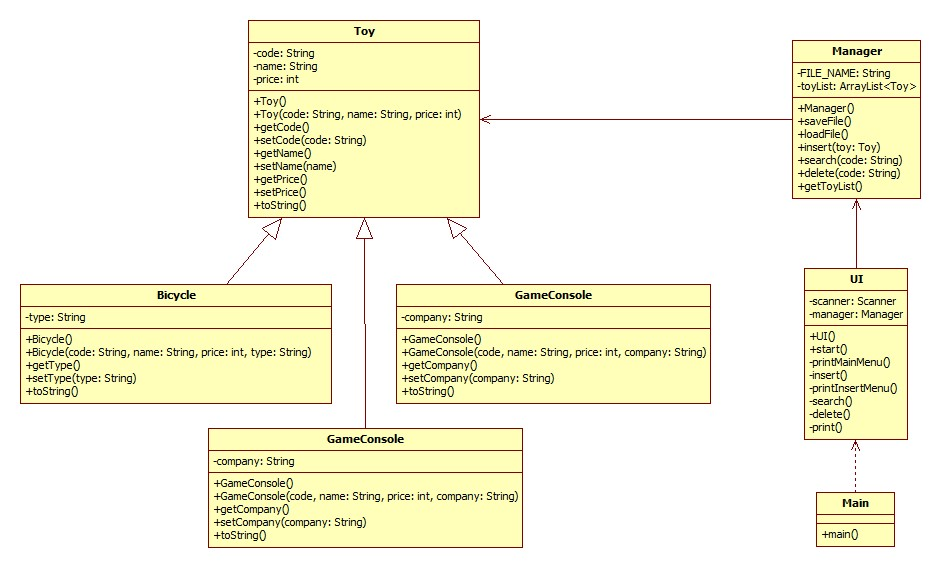 Toy
-code: String
-name: String
-price: int
+Toy()
+Toy(code: String, name: String, price: int)
+getCode()
+setCode(code: String)
+getName()
+setName(name)
+getPrice()
+setPrice()
+toString()
Manager
-FILE_NAME: String
-toyList: ArrayList<Toy>
+Manager()
+saveFile()
+loadFile()
+insert(toy: Toy)
+search(code: String)
+delete(code: String)
+getToyList()
Bicycle
-type: String
+Bicycle()
+Bicycle(code: String, name: String, price: int, type: String)
+getType()
+setType(type: String)
+toString()
GameConsole
-company: String
+GameConsole()
+GameConsole(code, name: String, price: int, company: String)
+getCompany()
+setCompany(company: String)
+toString()
UI
-scanner: Scanner
-manager: Manager
+UI()
+start()
-printMainMenu()
-insert()
-printInsertMenu()
-search()
-delete()
-print()
GameConsole
-company: String
+GameConsole()
+GameConsole(code, name: String, price: int, company: String)
+getCompany()
+setCompany(company: String)
+toString()
Main
+main()